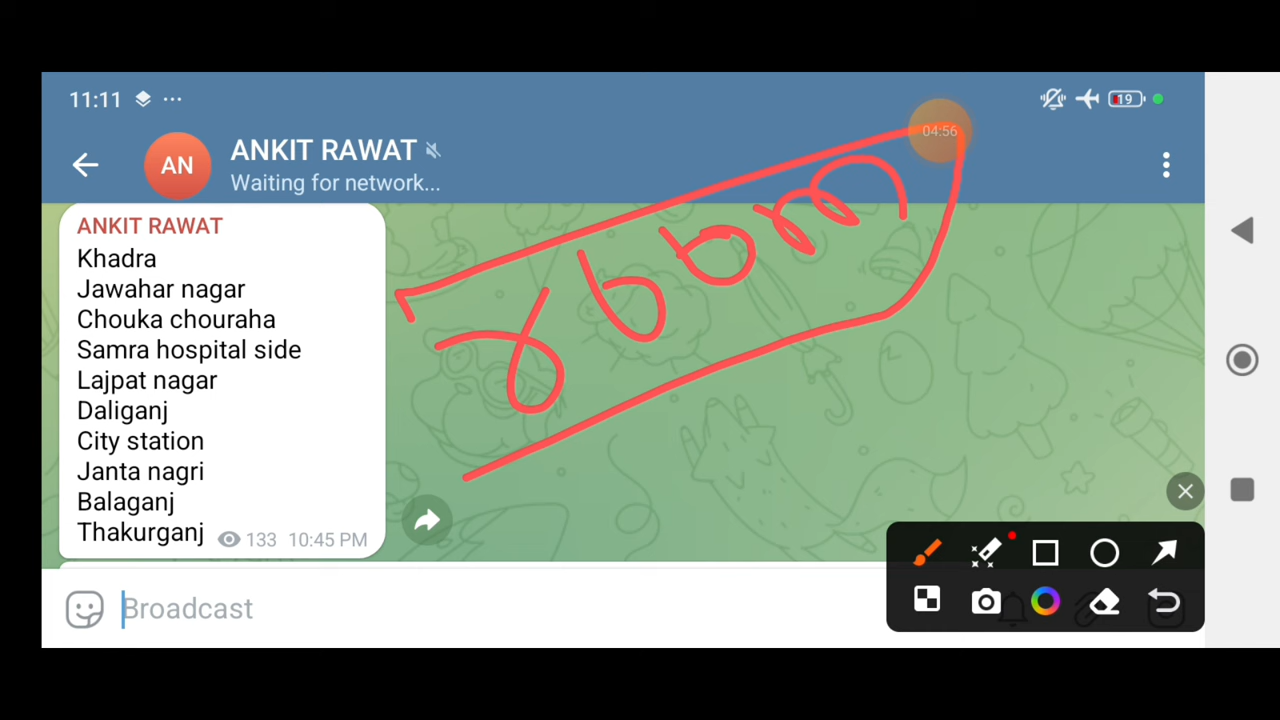 11:11 ...
19
04:56
AN
ANKIT RAWAT
Waiting for network...
ANKIT RAWAT
Khadra
Jawahar nagar
Chouka chouraha
Samra hospital side
Lajpat nagar
Daliganj
City station
Janta nagri
Balaganj
Thakurganj 133 10:45 PM
Broadcast